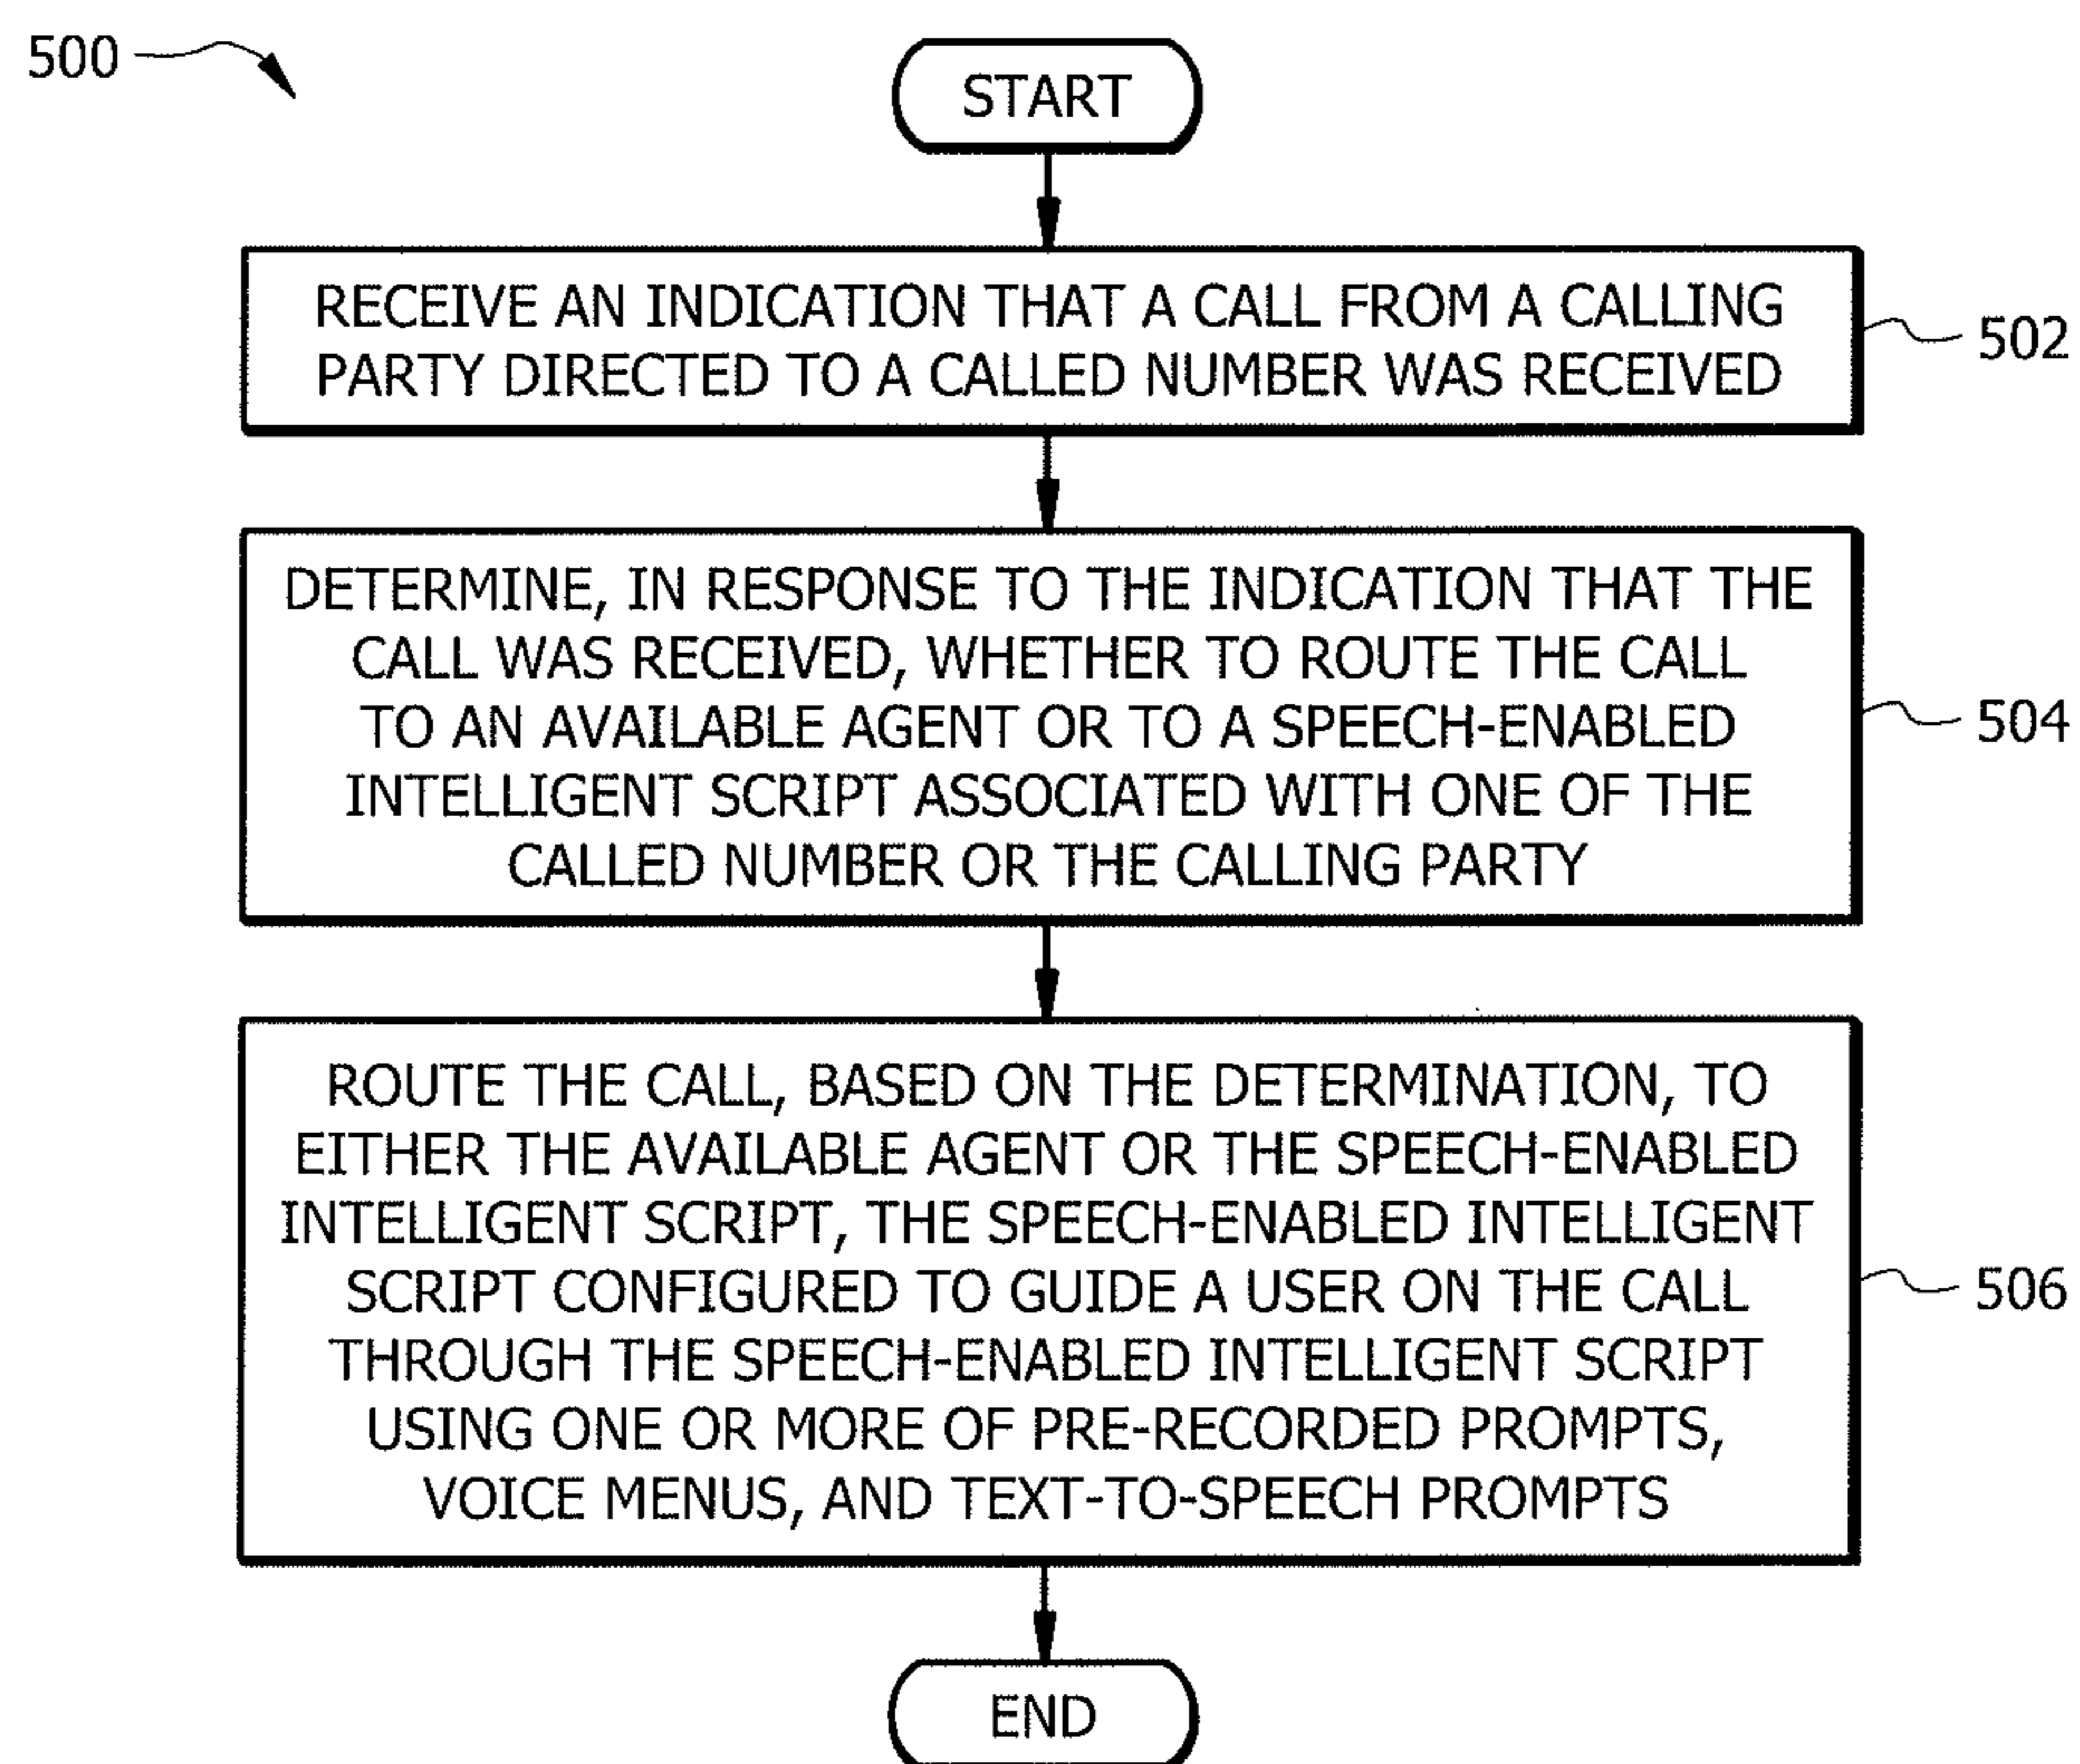 500
START
RECEIVE AN INDICATION THAT A CALL FROM A CALLING
PARTY DIRECTED TO A CALLED NUMBER WAS RECEIVED
502
DETERMINE, IN RESPONSE TO THE INDICATION THAT THE
CALL WAS RECEIVED, WHETHER TO ROUTE THE CALL
TO AN AVAILABLE AGENT OR TO A SPEECH-ENABLED
INTELLIGENT SCRIPT ASSOCIATED WITH ONE OF THE
CALLED NUMBER OR THE CALLING PARTY
504
ROUTE THE CALL, BASED ON THE DETERMINATION, TO
EITHER THE AVAILABLE AGENT OR THE SPEECH-ENABLED
INTELLIGENT SCRIPT, THE SPEECH-ENABLED INTELLIGENT
SCRIPT CONFIGURED TO GUIDE A USER ON THE CALL
THROUGH THE SPEECH-ENABLED INTELLIGENT SCRIPT
USING ONE OR MORE OF PRE-RECORDED PROMPTS,
VOICE MENUS, AND TEXT-TO-SPEECH PROMPTS
506
END